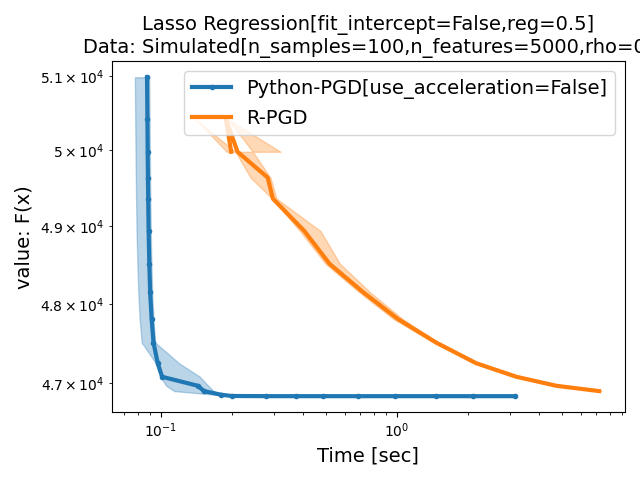 Lasso Regression[fit_intercept=False,reg=0.5]
Data: Simulated[n_samples=100,n_features=5000,rho=0
Python-PGD[use_acceleration=False]
R-PGD
value: F(x)
5.1 × 10⁴
5 × 10⁴
4.9 × 10⁴
4.8 × 10⁴
4.7 × 10⁴
10⁻¹
10⁰
Time [sec]